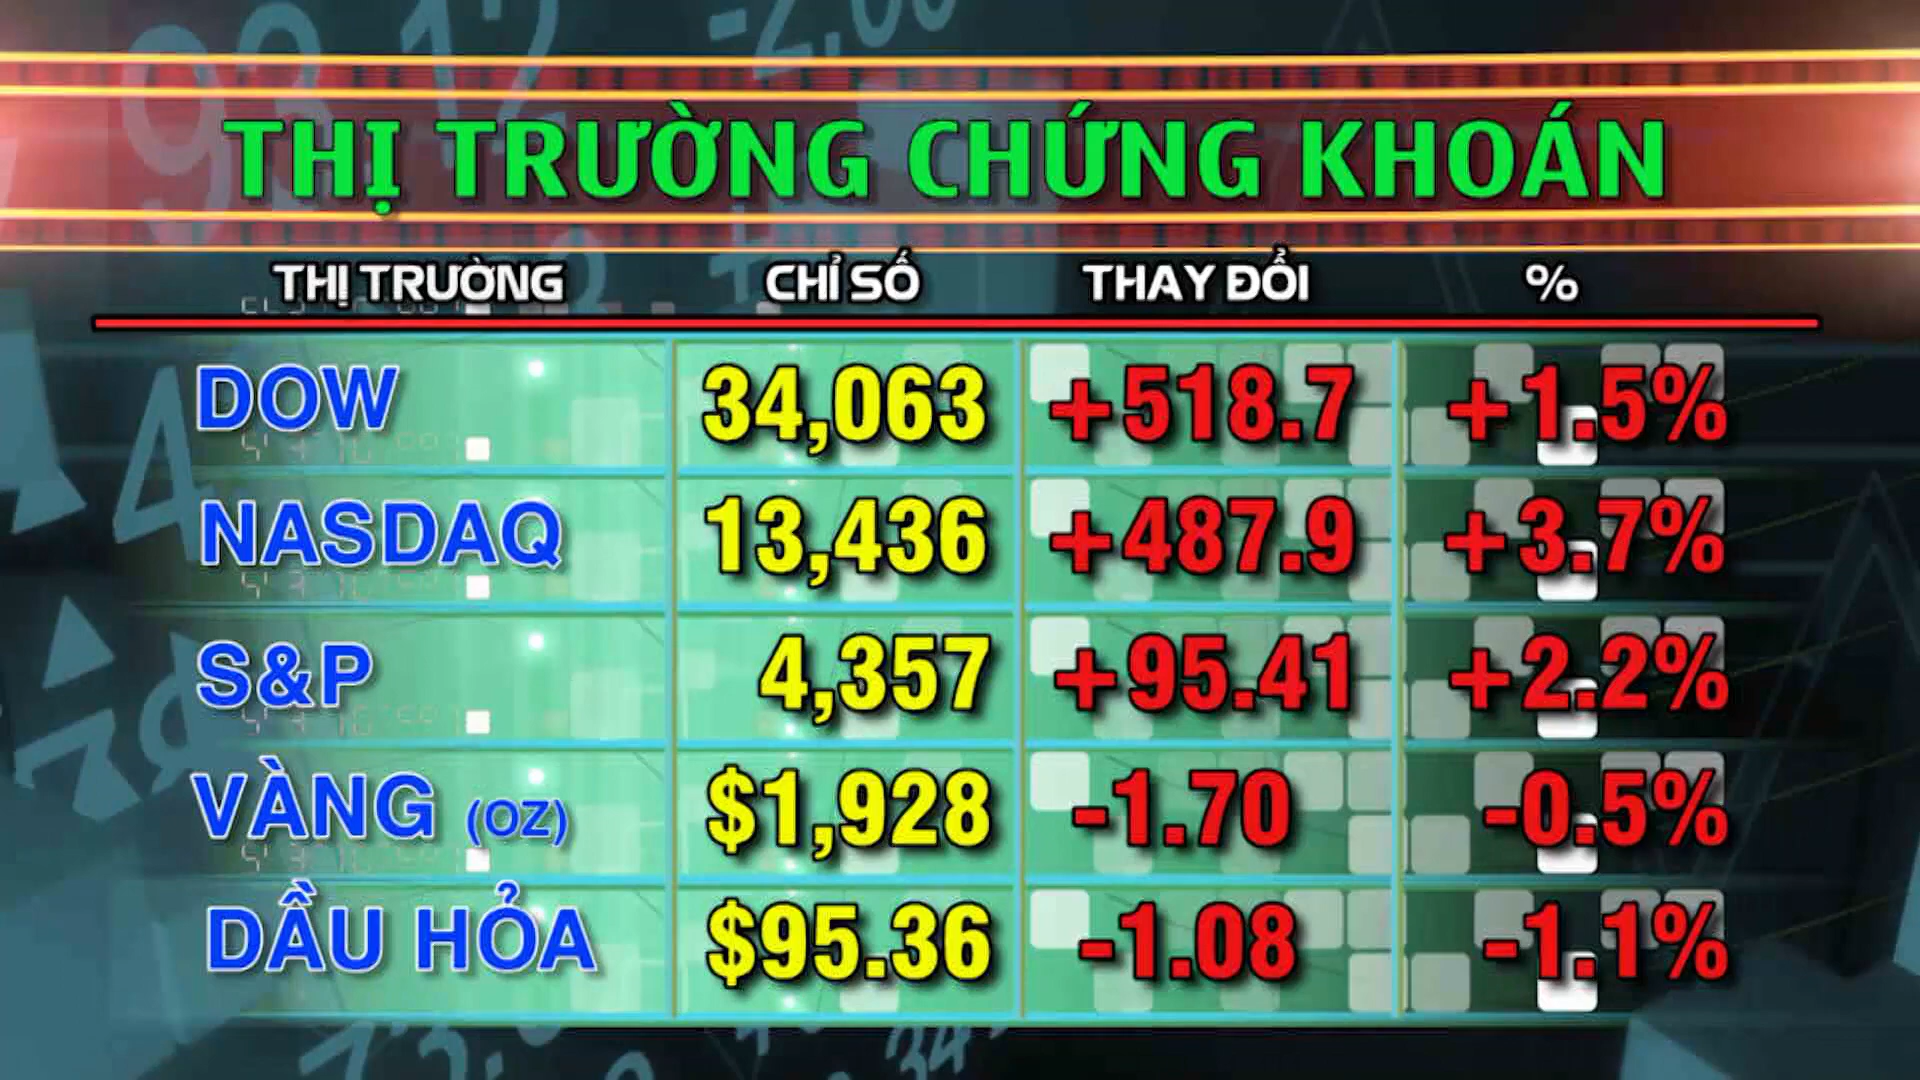 THỊ TRƯỜNG CHỨNG KHOÁN
THỊ TRƯỜNG CHỈ SỐ THAY ĐỔI %
DOW 34,063 +518.7 +1.5%
NASDAQ 13,436 +487.9 +3.7%
S&P 4,357 +95.41 +2.2%
VÀNG (OZ) $1,928 -1.70 -0.5%
DẦU HỎA $95.36 -1.08 -1.1%